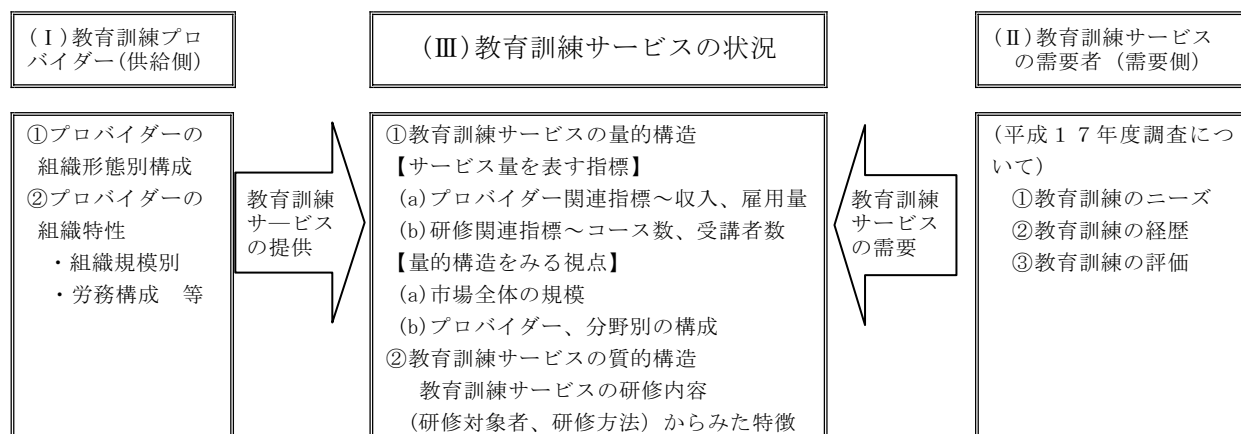 (Ⅰ)教育訓練プロ
バイダー(供給側)
(Ⅲ)教育訓練サービスの状況
(Ⅱ)教育訓練サービス
の需要者 (需要側)
①プロバイダーの
組織形態別構成
②プロバイダーの
組織特性
・組織規模別
・労務構成 等
教育訓練
サービス
の提供
①教育訓練サービスの量的構造
【サービス量を表す指標】
(a)プロバイダー関連指標～収入、雇用量
(b)研修関連指標～コース数、受講者数
【量的構造をみる視点】
(a)市場全体の規模
(b)プロバイダー、分野別の構成
②教育訓練サービスの質的構造
教育訓練サービスの研修内容
(研修対象者、研修方法) からみた特徴
教育訓練
サービス
の需要
(平成17年度調査につ
いて)
①教育訓練のニーズ
②教育訓練の経歴
③教育訓練の評価